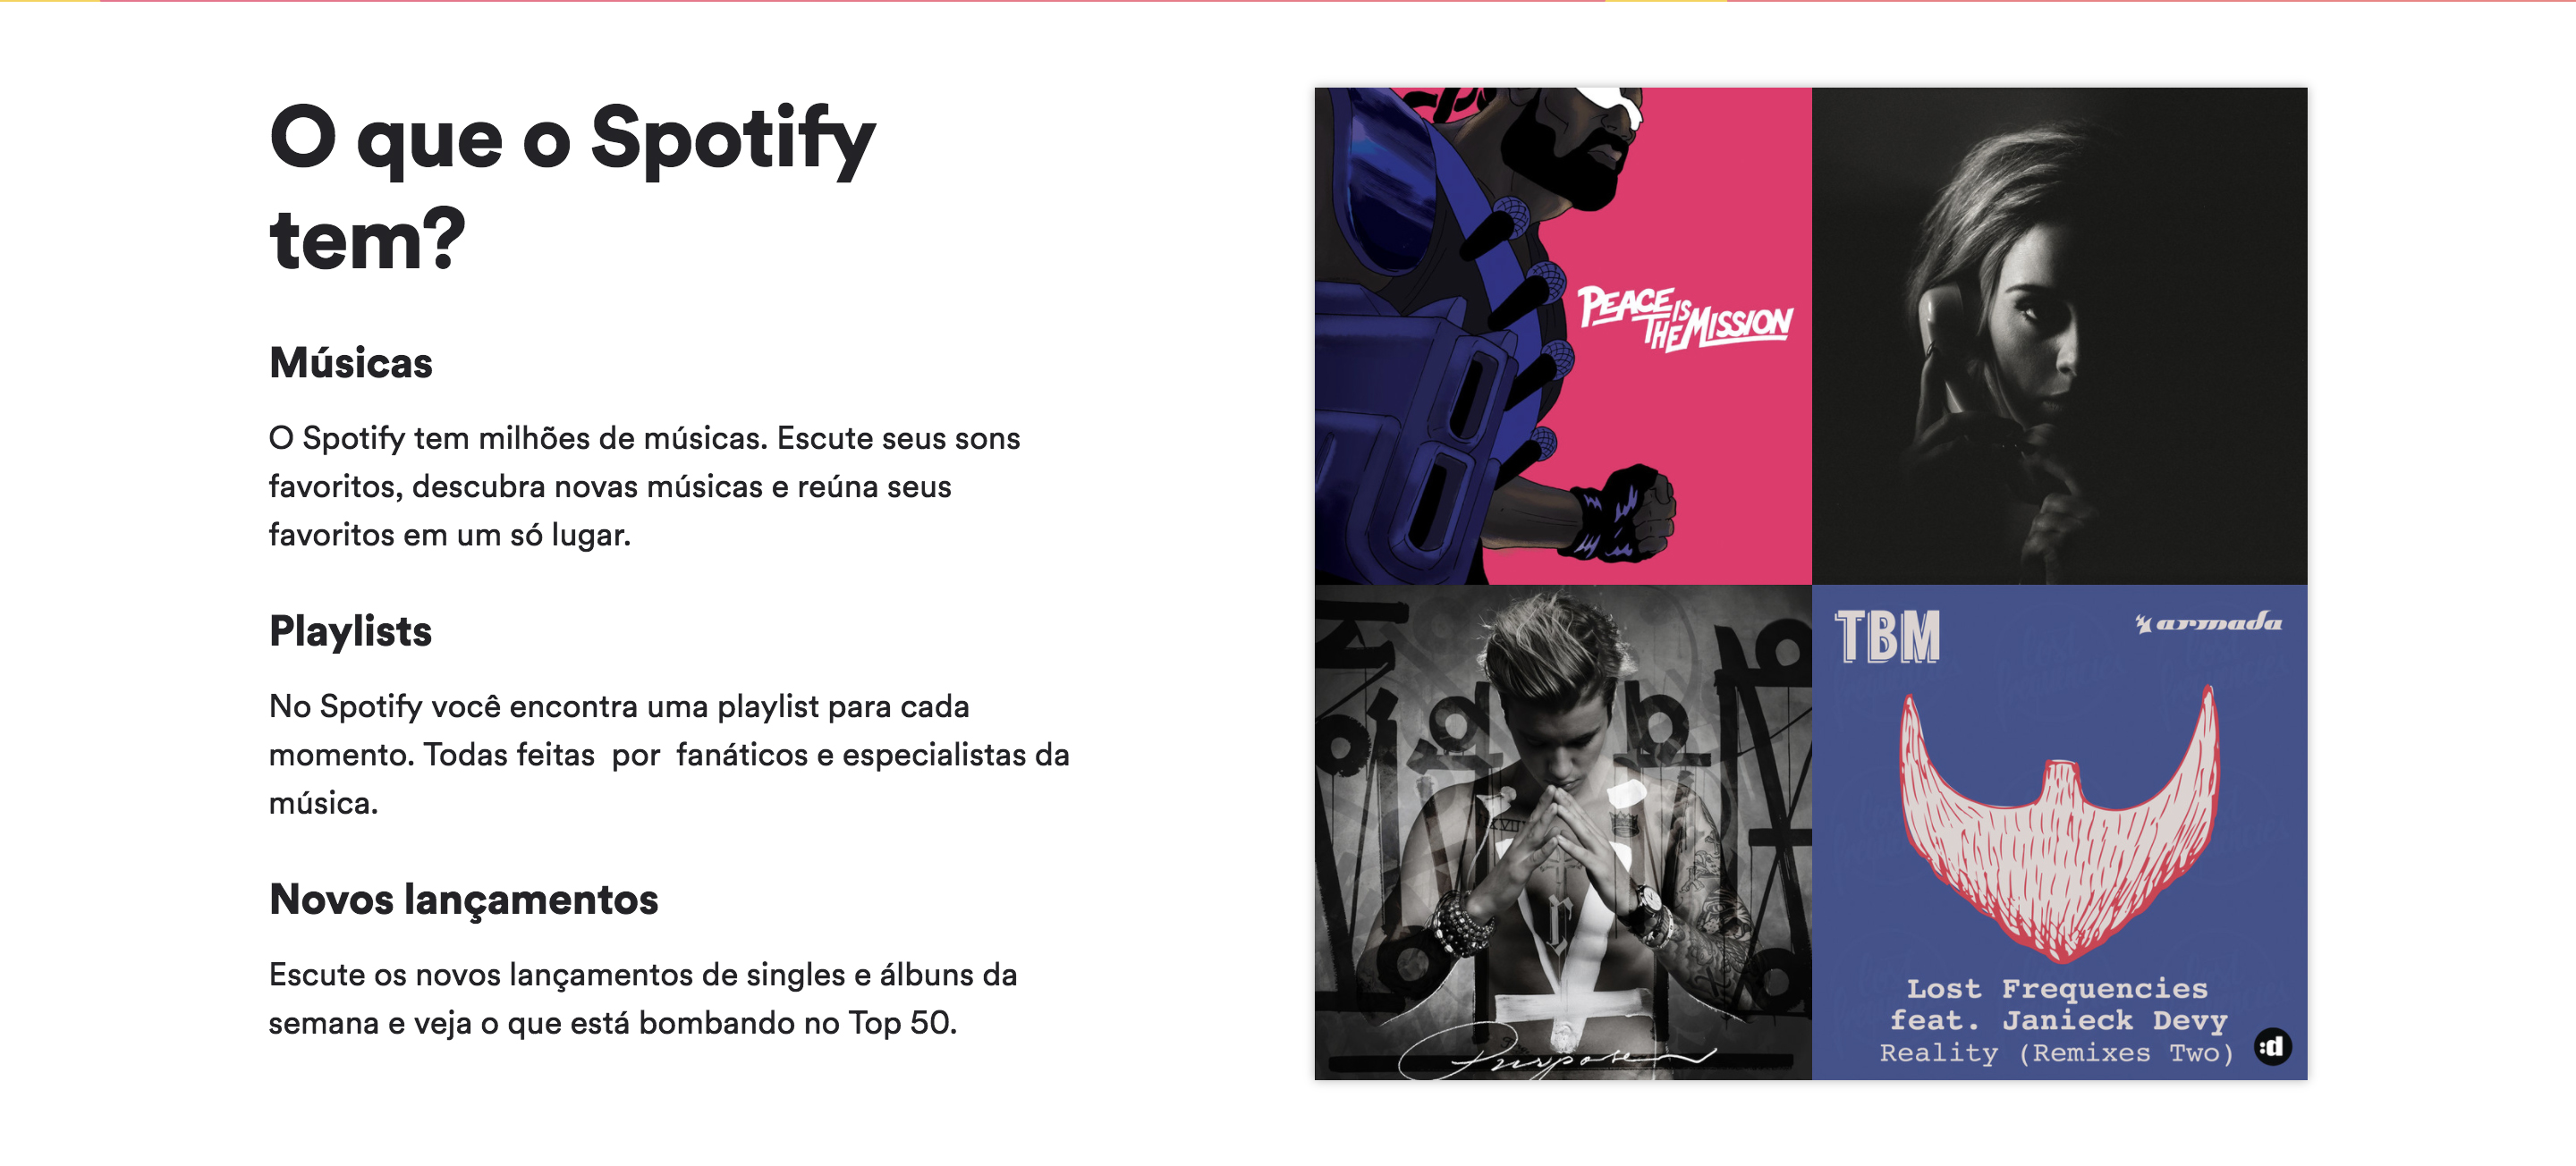 O que o Spotify
tem?
Músicas
O Spotify tem milhões de músicas. Escute seus sons
favoritos, descubra novas músicas e reúna seus
favoritos em um só lugar.
Playlists
No Spotify você encontra uma playlist para cada
momento. Todas feitas  por  fanáticos e especialistas da
música.
Novos lançamentos
Escute os novos lançamentos de singles e álbuns da
semana e veja o que está bombando no Top 50.
PEACE IS
THE MISSION
Purpose
TBM
armada
Lost Frequencies
feat. Janieck Devy
Reality (Remixes Two)
:d